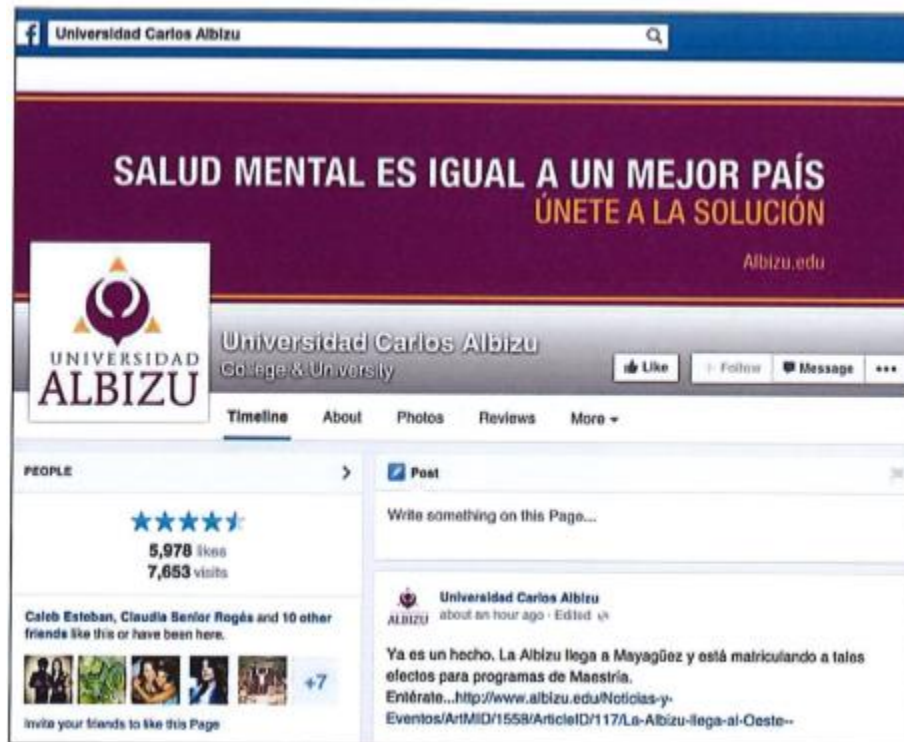 f Universidad Carlos Albizu
SALUD MENTAL ES IGUAL A UN MEJOR PAÍS
ÚNETE A LA SOLUCIÓN
Albizu.edu
UNIVERSIDAD
ALBIZU
Universidad Carlos Albizu
College & University
Like
Follow
Message
Timeline About Photos Reviews More
PEOPLE
5,978 likes
7,653 visits
Caleb Esteban, Claudia Senior Rogés and 10 other
friends like this or have been here.
+7
Invite your friends to like this Page
Post
Write something on this Page...
ALBIZU
Universidad Carlos Albizu
about an hour ago · Edited
Ya es un hecho. La Albizu llega a Mayagüez y está matriculando a tales
efectos para programas de Maestría.
Entérate...http://www.albizu.edu/Noticias-y-
Eventos/ArtMID/1558/ArticleID/117/La-Albizu-llega-al-Oeste--